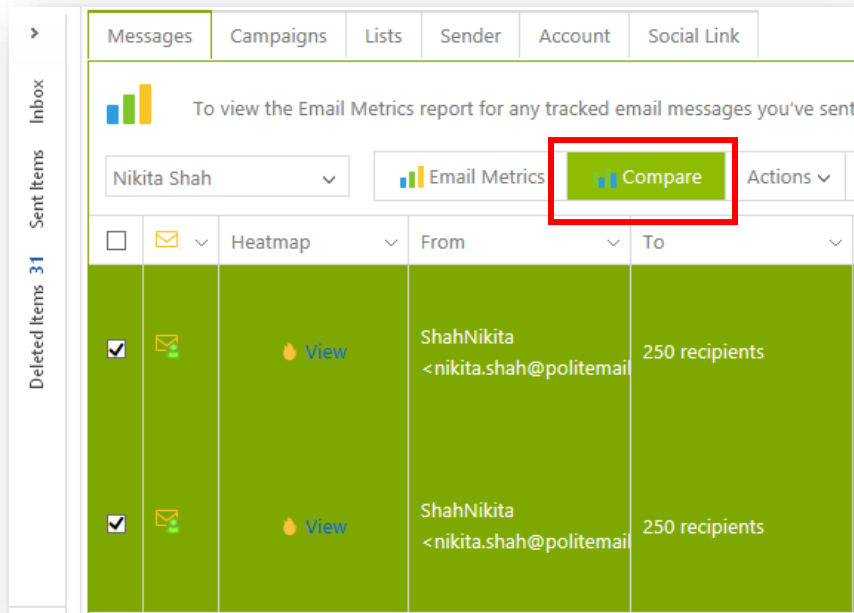 Messages Campaigns Lists Sender Account Social Link
To view the Email Metrics report for any tracked email messages you've sent
Nikita Shah Email Metrics Compare Actions
Heatmap From To
View ShahNikita <nikita.shah@politemail 250 recipients
View ShahNikita <nikita.shah@politemail 250 recipients
Inbox
Sent Items
Deleted Items 31